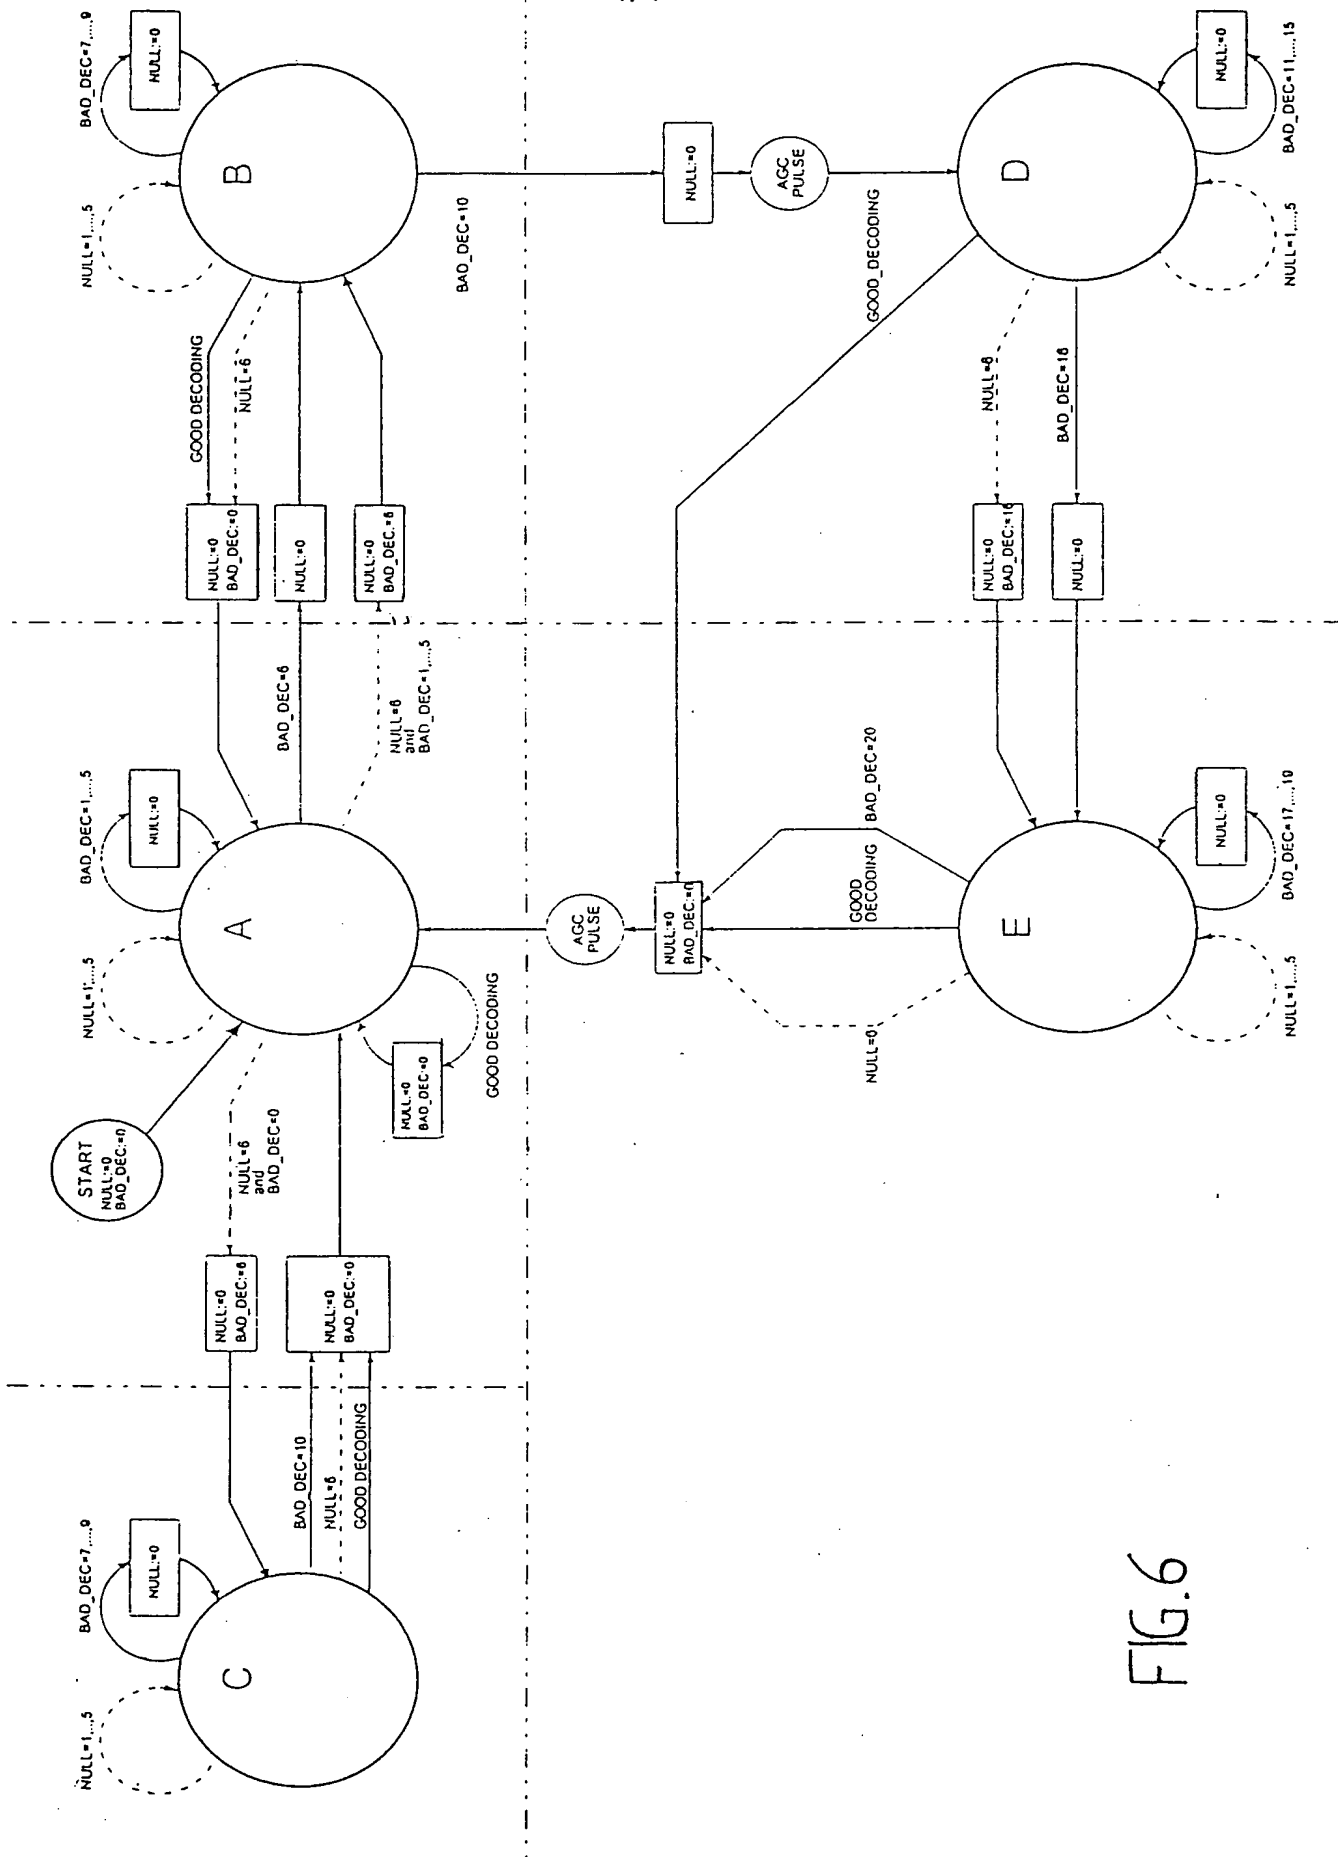 NULL=1,...,5
BAD_DEC=7,...,9
NULL:=0
C
BAD_DEC=10
NULL=6
GOOD DECODING
NULL:=0
BAD_DEC:=6
NULL:=0
BAD_DEC:=0
START
NULL:=0
BAD_DEC:=0
NULL=6
and
BAD_DEC=0
NULL=1,...,5
BAD_DEC=1,...,5
NULL:=0
A
NULL:=0
BAD_DEC:=0
GOOD DECODING
BAD_DEC=6
NULL=6
and
BAD_DEC=1,...,5
NULL:=0
BAD_DEC:=0
NULL:=0
NULL:=0
BAD_DEC:=6
GOOD DECODING
NULL=6
NULL=1,...,5
BAD_DEC=7,...,9
NULL:=0
B
BAD_DEC=10
NULL:=0
AGC
PULSE
AGC
PULSE
NULL:=0
BAD_DEC:=0
GOOD_DECODING
NULL=0
GOOD
DECODING
BAD_DEC=20
E
NULL=1,...,5
NULL:=0
BAD_DEC=17,...,19
NULL:=0
BAD_DEC:=16
NULL:=0
NULL=6
BAD_DEC=16
D
NULL=1,...,5
NULL:=0
BAD_DEC=11,...,15
FIG.6